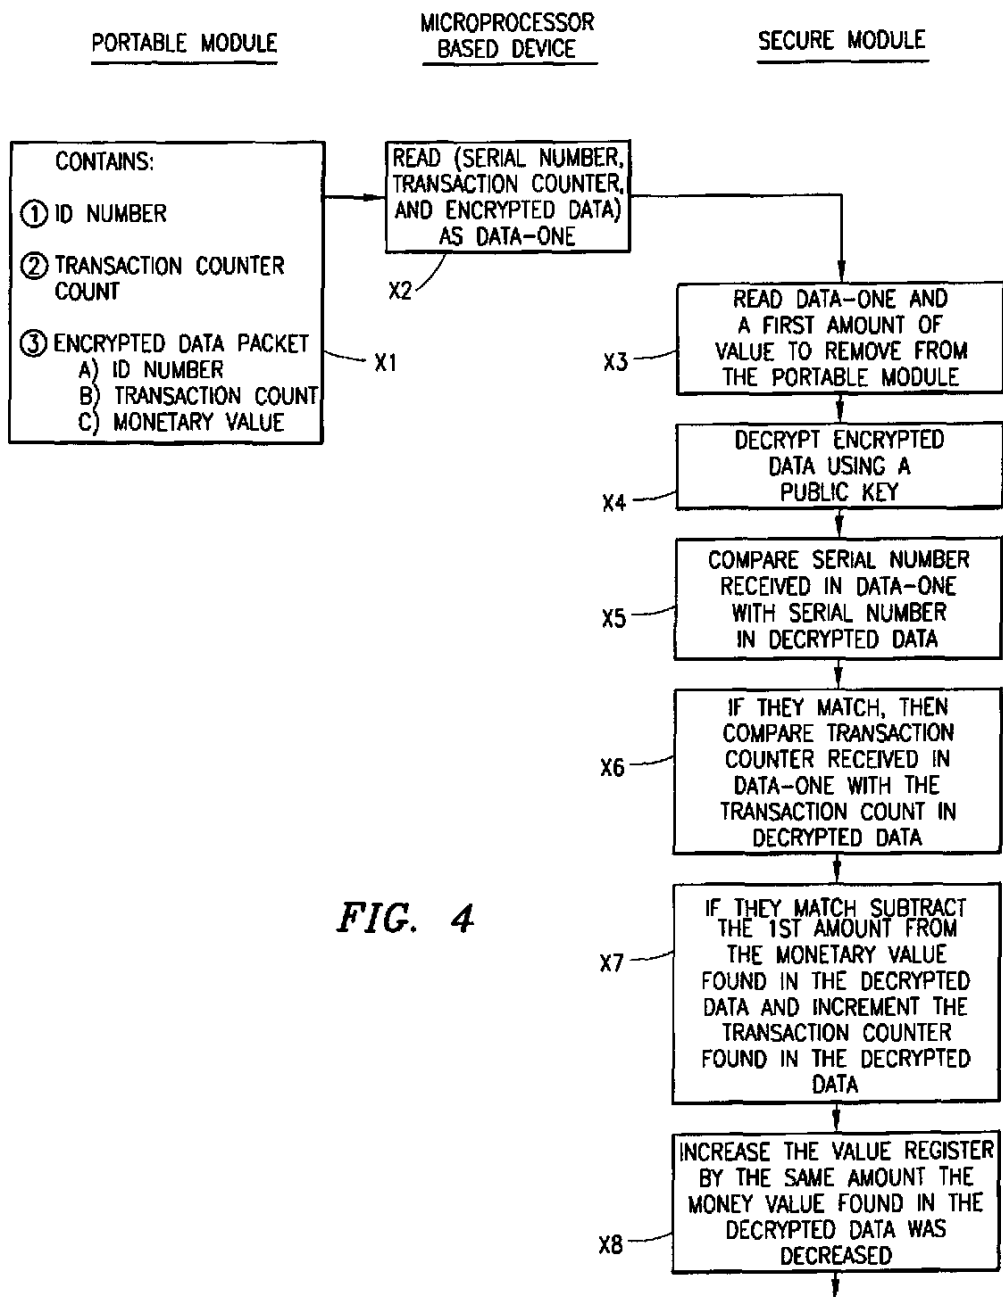 PORTABLE MODULE
MICROPROCESSOR
BASED DEVICE
SECURE MODULE
CONTAINS:
① ID NUMBER
② TRANSACTION COUNTER
COUNT
③ ENCRYPTED DATA PACKET
A) ID NUMBER
B) TRANSACTION COUNT
C) MONETARY VALUE
X1
READ (SERIAL NUMBER,
TRANSACTION COUNTER,
AND ENCRYPTED DATA)
AS DATA-ONE
X2
READ DATA-ONE AND
A FIRST AMOUNT OF
VALUE TO REMOVE FROM
THE PORTABLE MODULE
X3
DECRYPT ENCRYPTED
DATA USING A
PUBLIC KEY
X4
COMPARE SERIAL NUMBER
RECEIVED IN DATA-ONE
WITH SERIAL NUMBER
IN DECRYPTED DATA
X5
IF THEY MATCH, THEN
COMPARE TRANSACTION
COUNTER RECEIVED IN
DATA-ONE WITH THE
TRANSACTION COUNT IN
DECRYPTED DATA
X6
FIG. 4
IF THEY MATCH SUBTRACT
THE 1ST AMOUNT FROM
THE MONETARY VALUE
FOUND IN THE DECRYPTED
DATA AND INCREMENT THE
TRANSACTION COUNTER
FOUND IN THE DECRYPTED
DATA
X7
INCREASE THE VALUE REGISTER
BY THE SAME AMOUNT THE
MONEY VALUE FOUND IN THE
DECRYPTED DATA WAS
DECREASED
X8